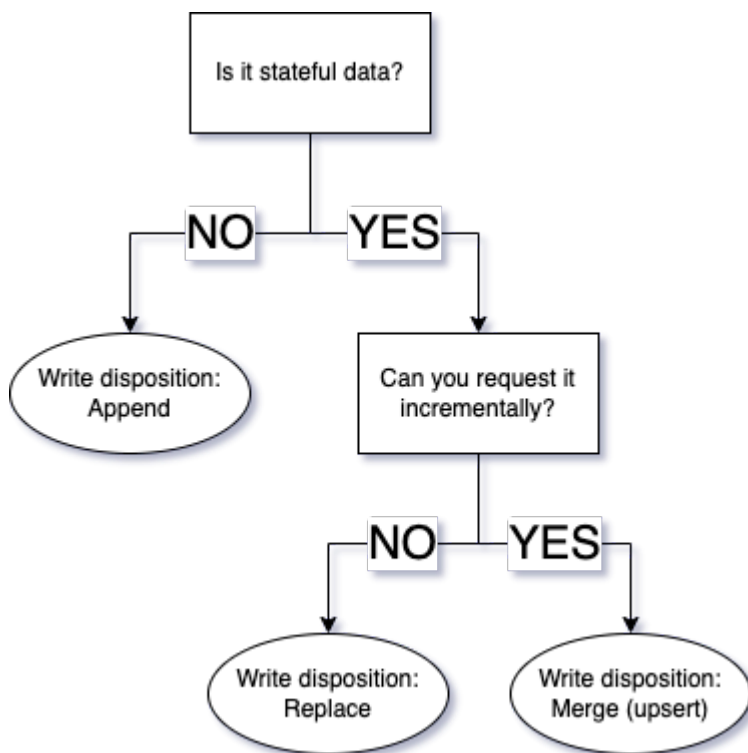 Is it stateful data?
NO
YES
Write disposition:
Append
Can you request it
incrementally?
NO
YES
Write disposition:
Replace
Write disposition:
Merge (upsert)